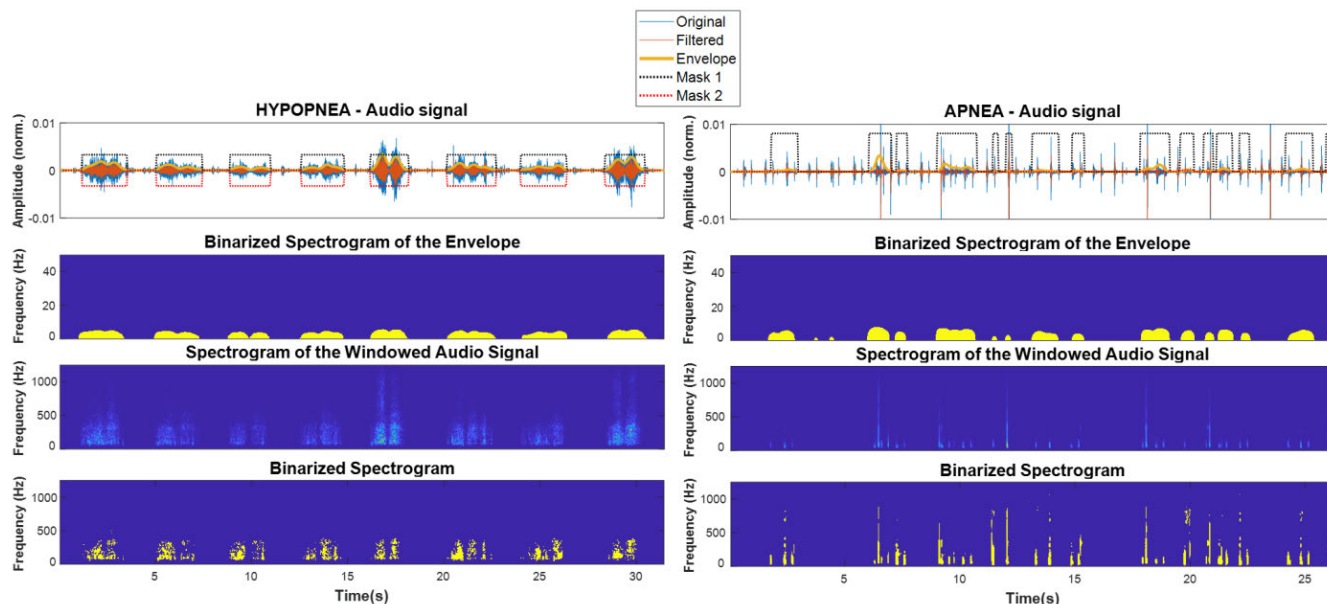 Original
Filtered
Envelope
Mask 1
Mask 2
HYPOPNEA - Audio signal
Amplitude (norm.)
0.01
0
-0.01
Binarized Spectrogram of the Envelope
Frequency (Hz)
40
20
0
Spectrogram of the Windowed Audio Signal
Frequency (Hz)
1000
500
0
Binarized Spectrogram
Frequency (Hz)
1000
500
0
5 10 15 20 25 30
Time(s)
APNEA - Audio signal
Amplitude (norm.)
0.01
0
-0.01
Binarized Spectrogram of the Envelope
Frequency (Hz)
40
20
0
Spectrogram of the Windowed Audio Signal
Frequency (Hz)
1000
500
0
Binarized Spectrogram
Frequency (Hz)
1000
500
0
5 10 15 20 25
Time(s)